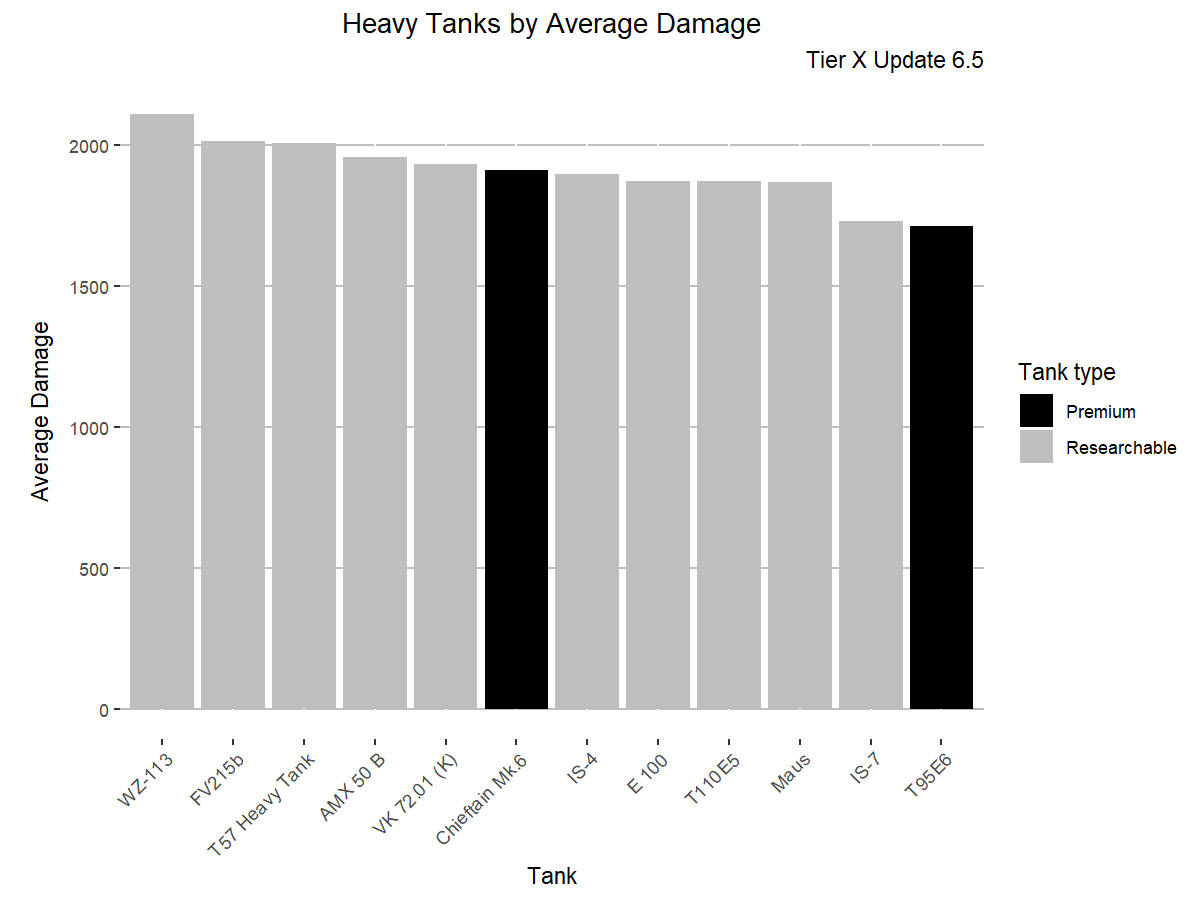 Heavy Tanks by Average Damage
Tier X Update 6.5
Average Damage
2000
1500
1000
500
0
WZ-113
FV215b
T57 Heavy Tank
AMX 50 B
VK 72.01 (K)
Chieftain Mk.6
IS-4
E 100
T110E5
Maus
IS-7
T95E6
Tank
Tank type
Premium
Researchable